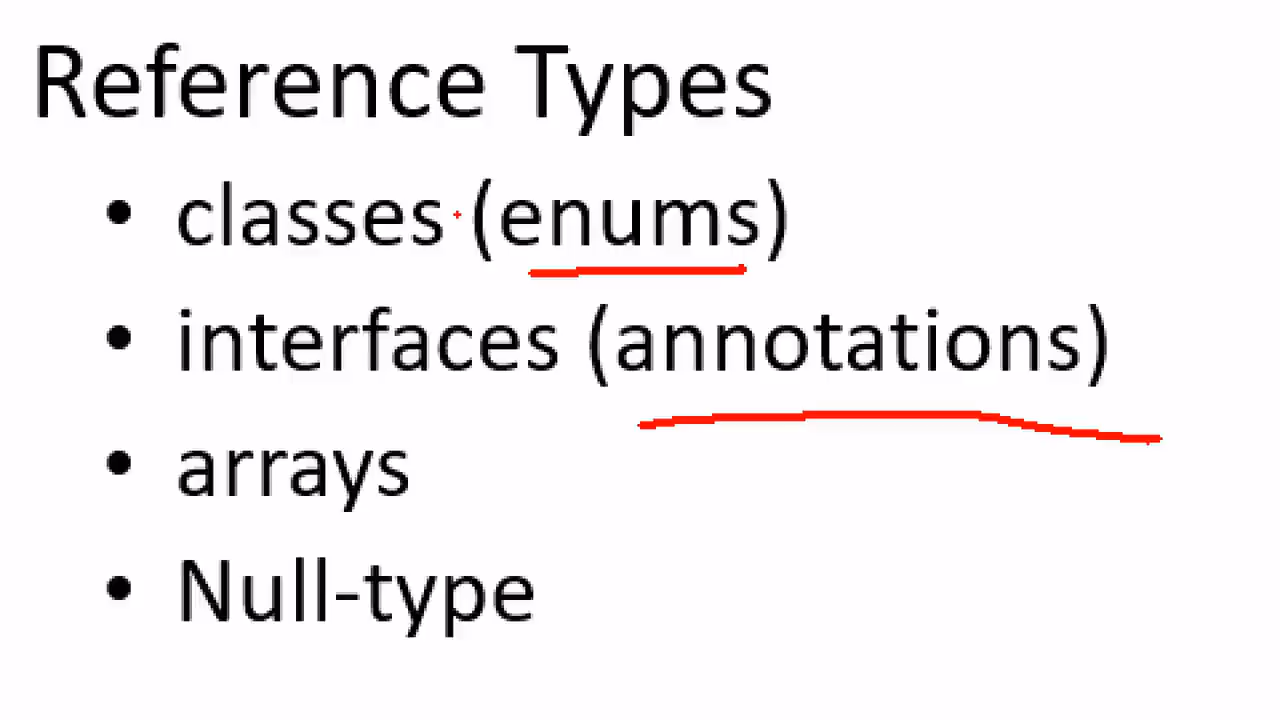 Reference Types
• classes (enums)
• interfaces (annotations)
• arrays
• Null-type